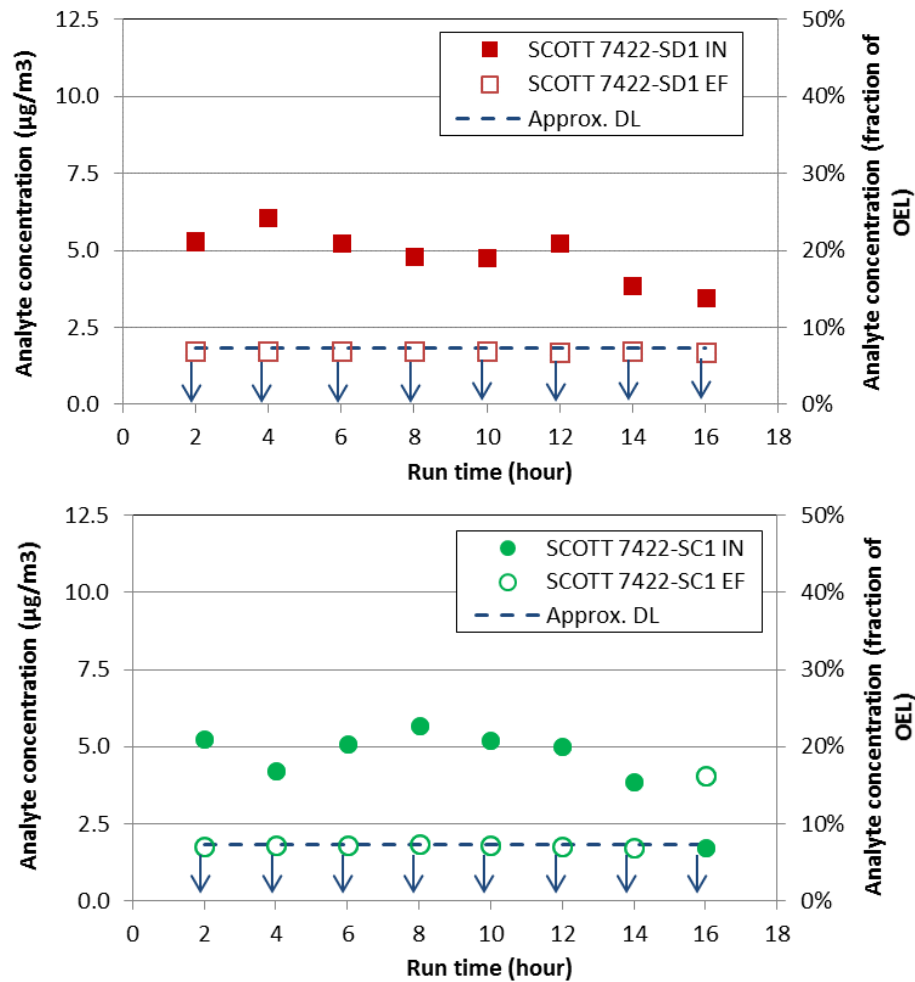 12.5
10.0
7.5
5.0
2.5
0.0
Analyte concentration (µg/m3)
SCOTT 7422-SD1 IN
SCOTT 7422-SD1 EF
Approx. DL
50%
40%
30%
20%
10%
0%
Analyte concentration (fraction of
OEL)
0 2 4 6 8 10 12 14 16 18
Run time (hour)
12.5
10.0
7.5
5.0
2.5
0.0
Analyte concentration (µg/m3)
SCOTT 7422-SC1 IN
SCOTT 7422-SC1 EF
Approx. DL
50%
40%
30%
20%
10%
0%
Analyte concentration (fraction of
OEL)
0 2 4 6 8 10 12 14 16 18
Run time (hour)